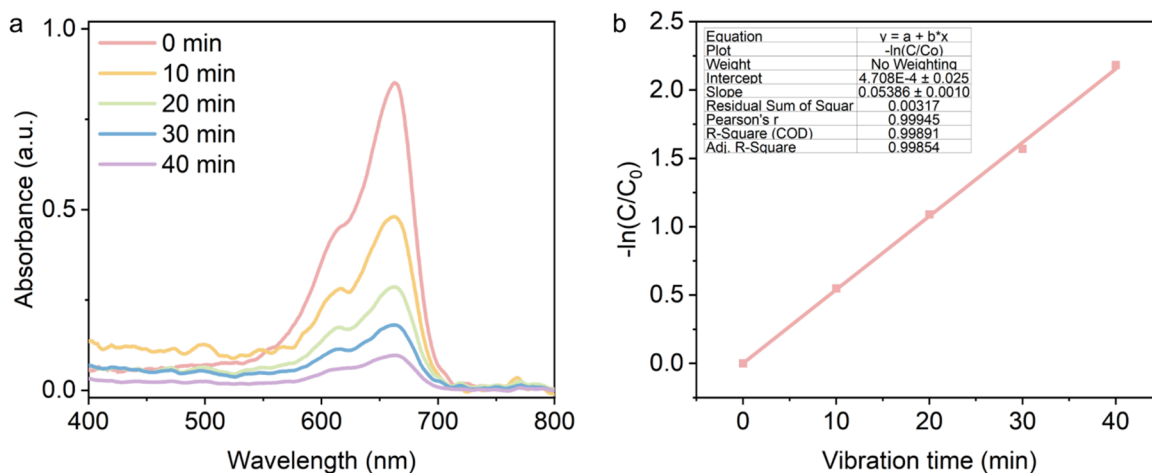 a
1.0
0.5
0.0
Absorbance (a.u.)
0 min
10 min
20 min
30 min
40 min
400
500
600
700
800
Wavelength (nm)
b
-ln(C/C₀)
2.5
2.0
1.5
1.0
0.5
0.0
Equation y = a + b*x
Plot -ln(C/Co)
Weight No Weighting
Intercept 4.708E-4 ± 0.025
Slope 0.05386 ± 0.0010
Residual Sum of Squar 0.00317
Pearson's r 0.99945
R-Square (COD) 0.99891
Adj. R-Square 0.99854
0
10
20
30
40
Vibration time (min)